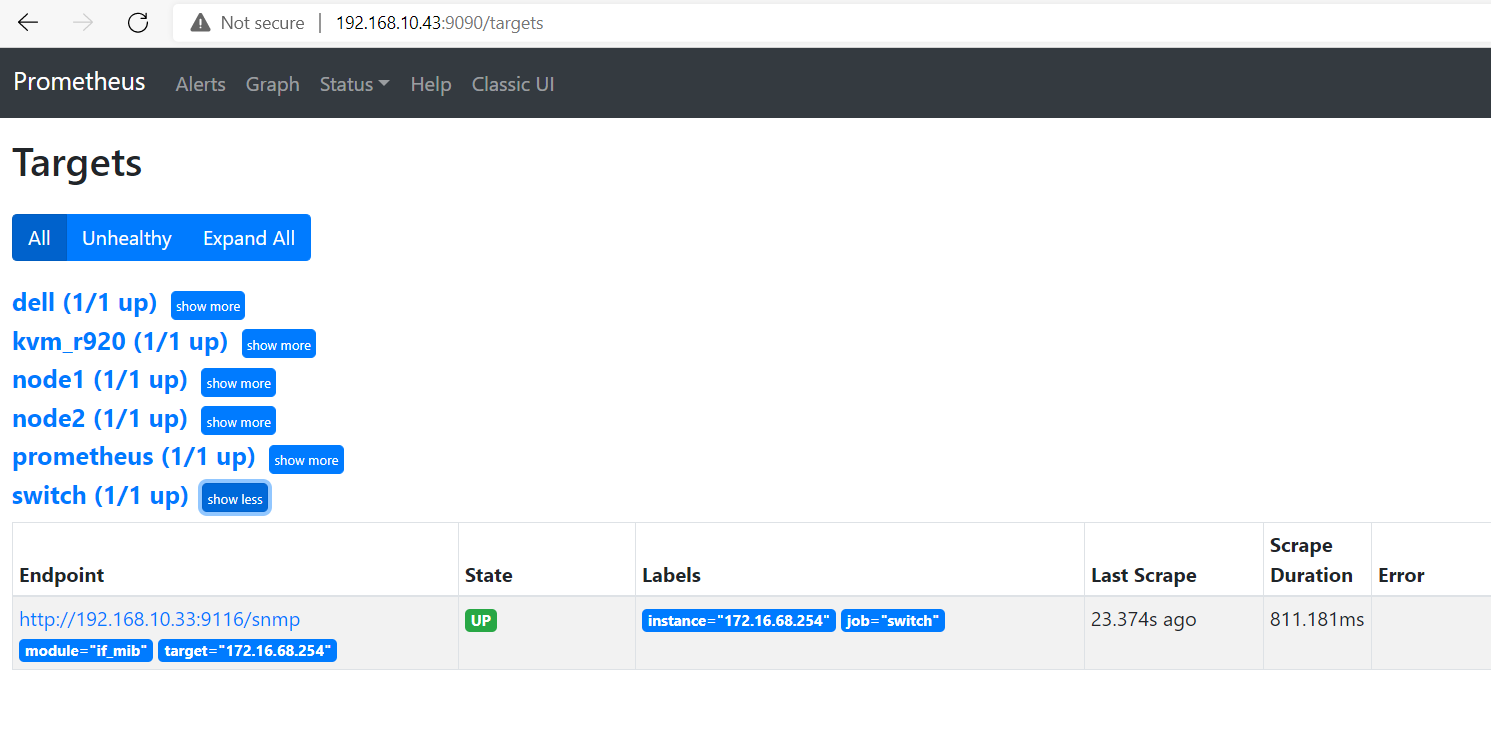 Not secure | 192.168.10.43:9090/targets
Prometheus Alerts Graph Status Help Classic UI
Targets
All Unhealthy Expand All
dell (1/1 up) show more
kvm_r920 (1/1 up) show more
node1 (1/1 up) show more
node2 (1/1 up) show more
prometheus (1/1 up) show more
switch (1/1 up) show less
Endpoint State Labels Last Scrape Scrape Duration Error
http://192.168.10.33:9116/snmp UP instance="172.16.68.254" job="switch" 23.374s ago 811.181ms
module="if_mib" target="172.16.68.254"